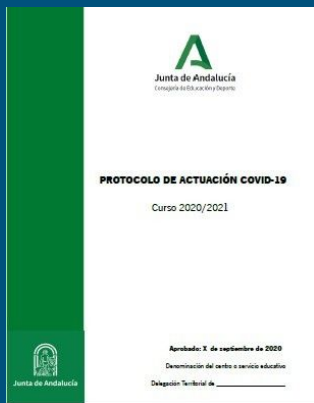 Junta de Andalucía
Consejería de Educación y Deporte
PROTOCOLO DE ACTUACIÓN COVID-19
Curso 2020/2021
Aprobado: X de septiembre de 2020
Denominación del centro o servicio educativo
Junta de Andalucía
Delegación Territorial de _______________